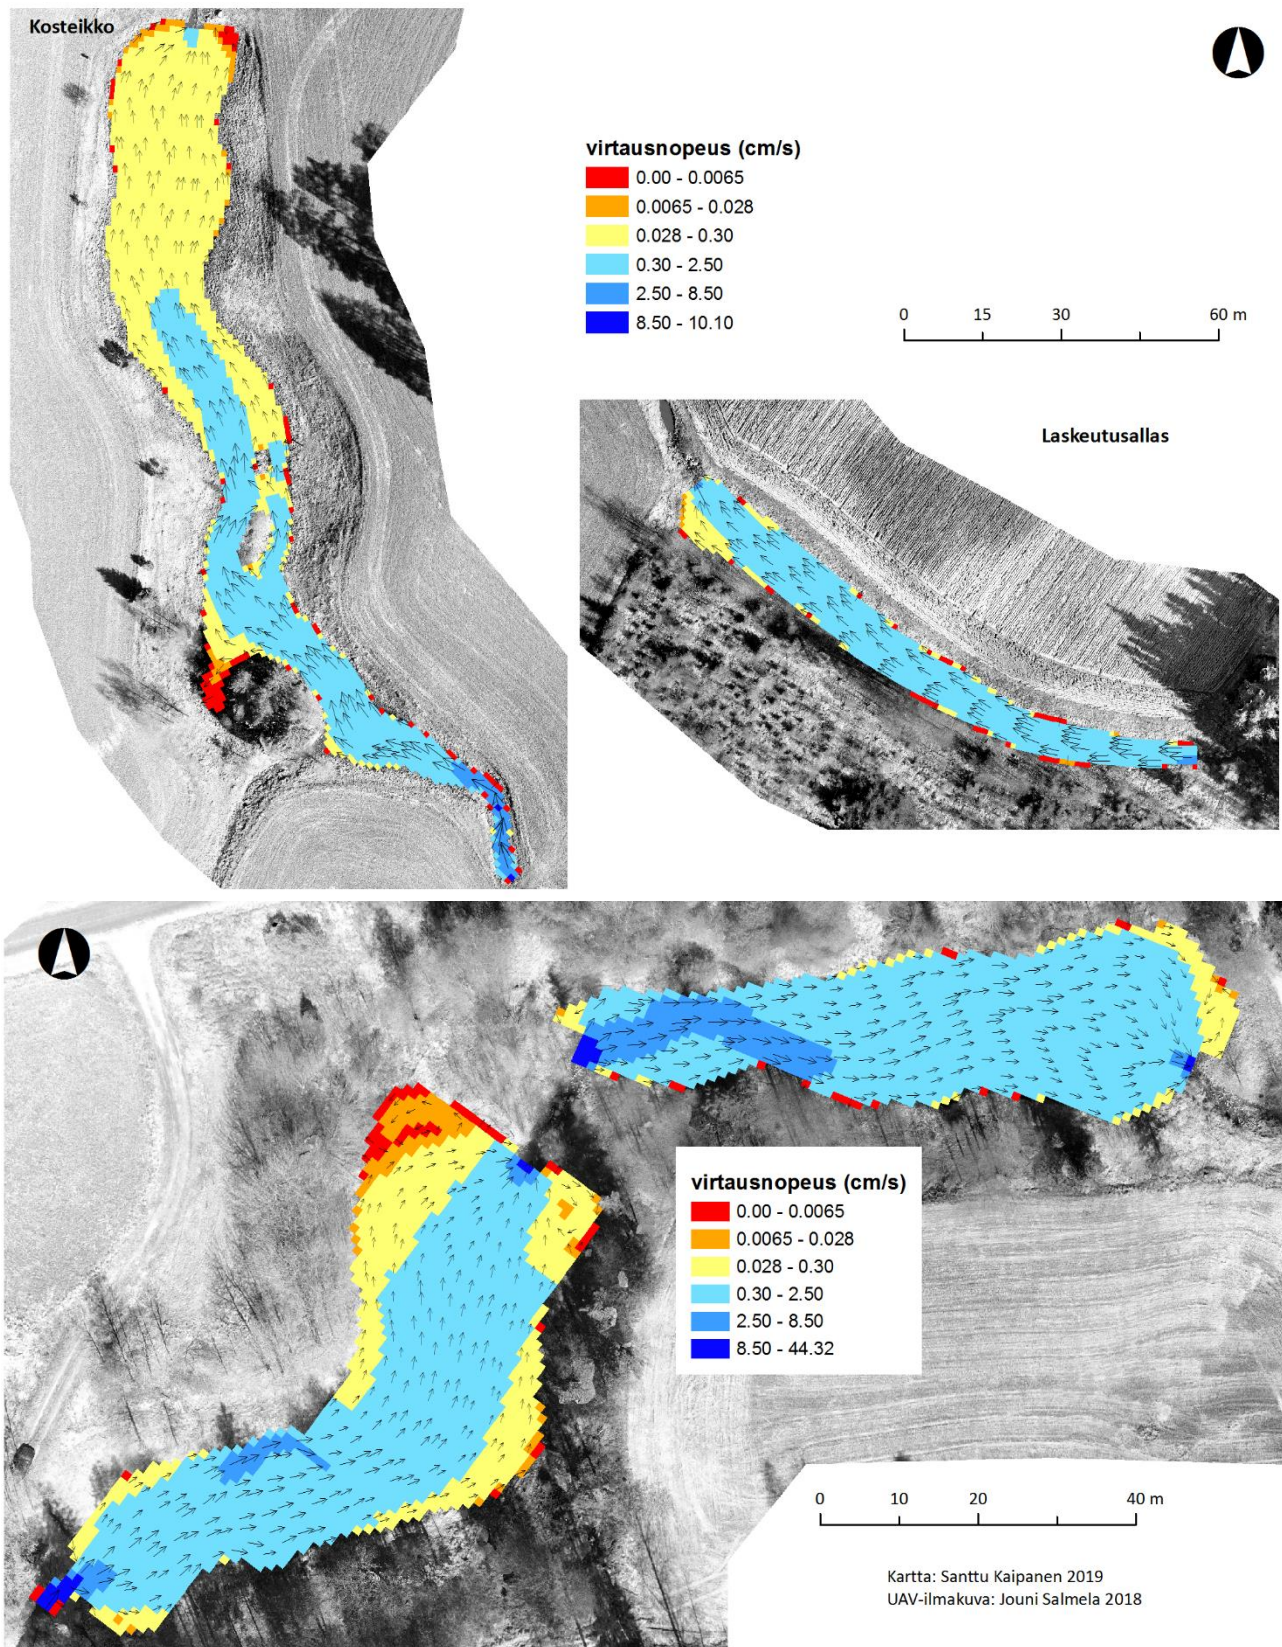 Kosteikko
virtausnopeus (cm/s)
0.00 - 0.0065
0.0065 - 0.028
0.028 - 0.30
0.30 - 2.50
2.50 - 8.50
8.50 - 10.10
0 15 30 60 m
Laskeutusallas
virtausnopeus (cm/s)
0.00 - 0.0065
0.0065 - 0.028
0.028 - 0.30
0.30 - 2.50
2.50 - 8.50
8.50 - 44.32
0 10 20 40 m
Kartta: Santtu Kaipanen 2019
UAV-ilmakuva: Jouni Salmela 2018